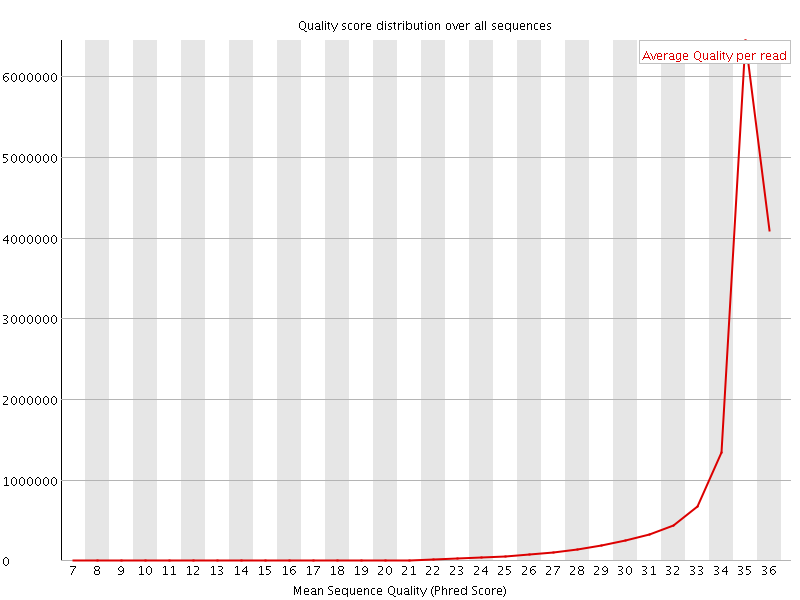 Quality score distribution over all sequences
Average Quality per read
6000000
5000000
4000000
3000000
2000000
1000000
0
7 8 9 10 11 12 13 14 15 16 17 18 19 20 21 22 23 24 25 26 27 28 29 30 31 32 33 34 35 36
Mean Sequence Quality (Phred Score)